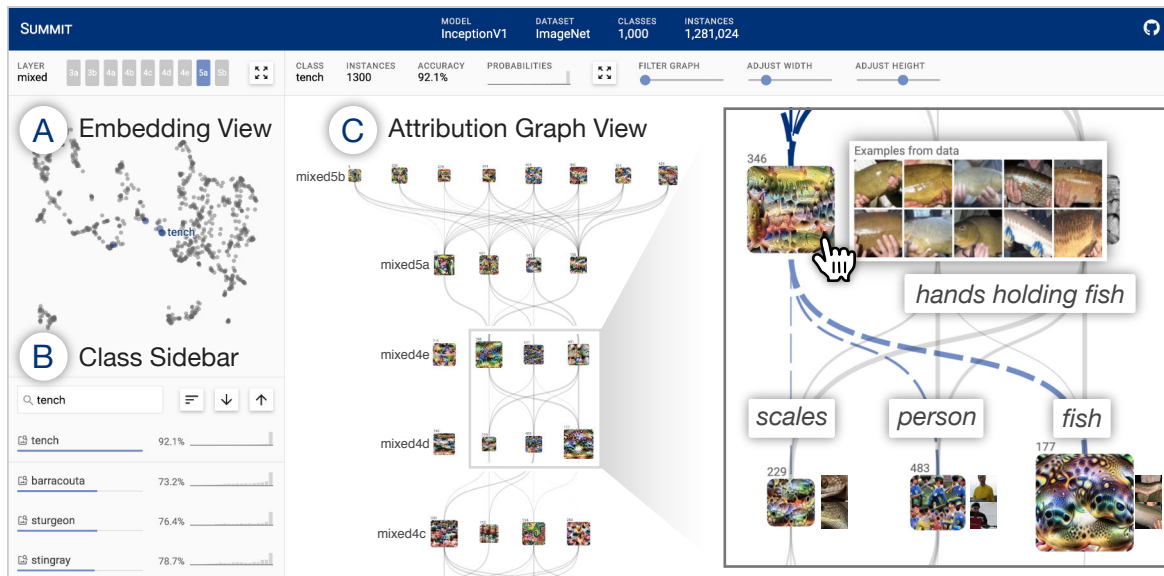 SUMMIT
MODEL
InceptionV1
DATASET
ImageNet
CLASSES
1,000
INSTANCES
1,281,024
LAYER
mixed
3a 3b 4a 4b 4c 4d 4e 5a 5b
CLASS
tench
INSTANCES
1300
ACCURACY
92.1%
PROBABILITIES
FILTER GRAPH
ADJUST WIDTH
ADJUST HEIGHT
A Embedding View
tench
B Class Sidebar
tench
tench 92.1%
barracouta 73.2%
sturgeon 76.4%
stingray 78.7%
C Attribution Graph View
mixed5b
mixed5a
mixed4e
mixed4d
mixed4c
346
Examples from data
hands holding fish
scales
person
fish
229
483
177